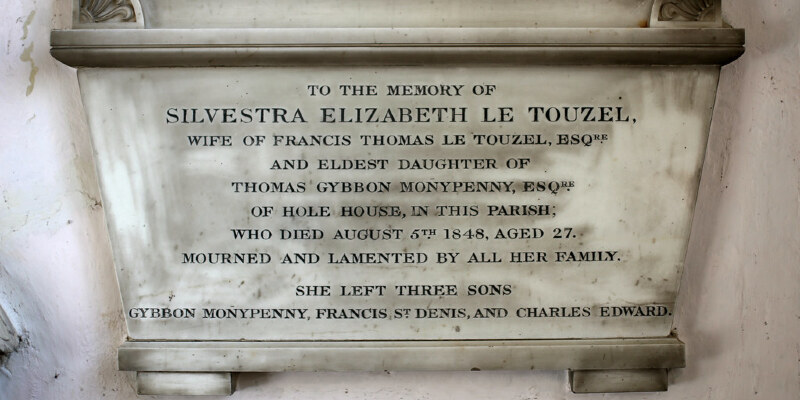 TO THE MEMORY OF
SILVESTRA ELIZABETH LE TOUZEL,
WIFE OF FRANCIS THOMAS LE TOUZEL, ESQRE
AND ELDEST DAUGHTER OF
THOMAS GYBBON MONYPENNY, ESQRE
OF HOLE HOUSE, IN THIS PARISH;
WHO DIED AUGUST 5TH 1848, AGED 27.
MOURNED AND LAMENTED BY ALL HER FAMILY.
SHE LEFT THREE SONS
GYBBON MONYPENNY, FRANCIS ST DENIS, AND CHARLES EDWARD.